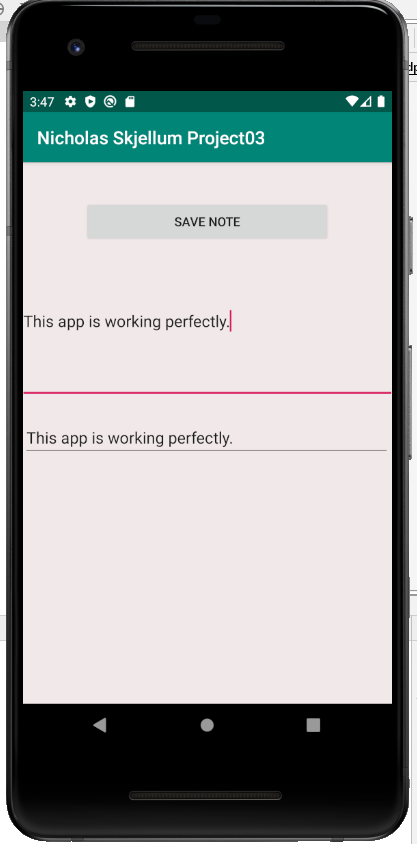 3:47
Nicholas Skjellum Project03
SAVE NOTE
This app is working perfectly.
This app is working perfectly.